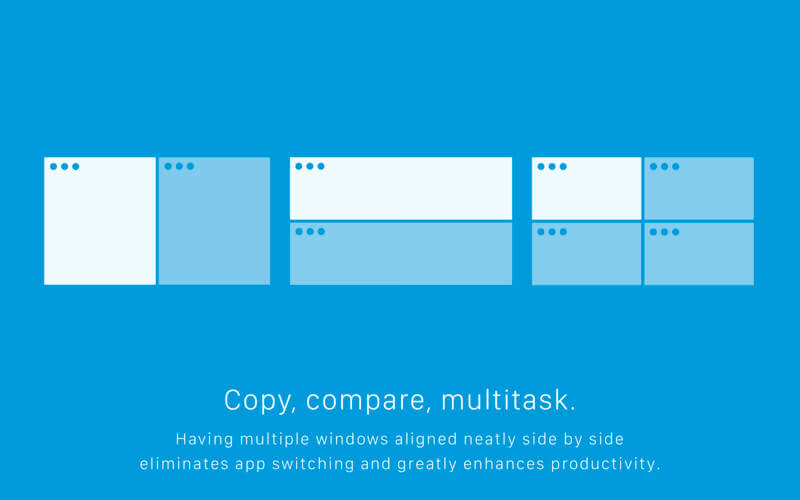 Copy, compare, multitask.
Having multiple windows aligned neatly side by side
eliminates app switching and greatly enhances productivity.